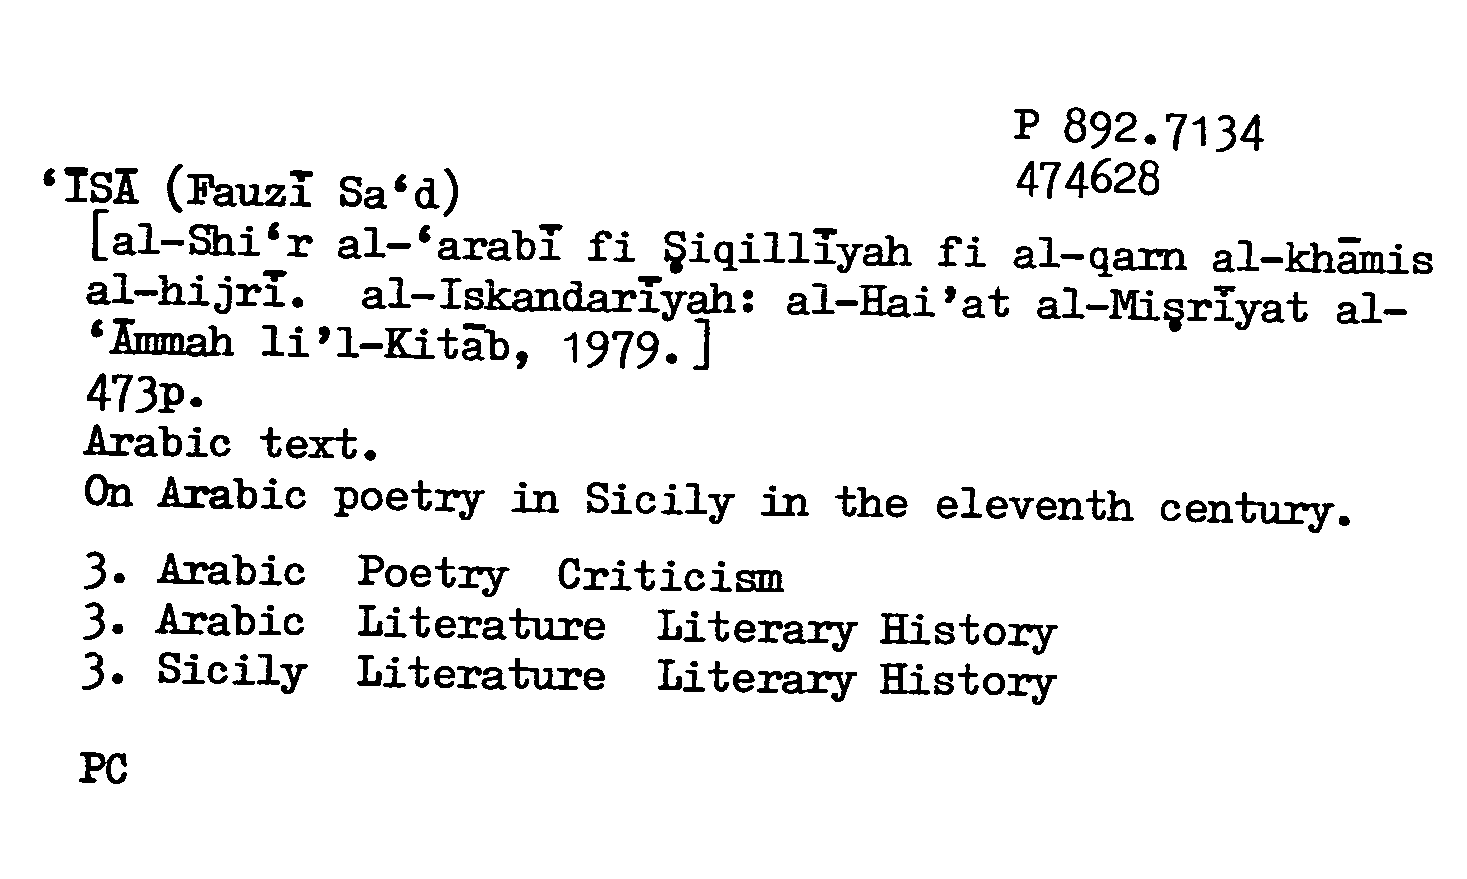 P 892.7134
474628
‘ĪSĀ (Fauzī Sa‘d)
[al-Shi‘r al-‘arabī fi Ṣiqillīyah fi al-qarn al-khāmis
al-hijrī. al-Iskandarīyah: al-Hai’at al-Miṣrīyat al-
‘Āmmah li’l-Kitāb, 1979.]
473p.
Arabic text.
On Arabic poetry in Sicily in the eleventh century.
3. Arabic Poetry Criticism
3. Arabic Literature Literary History
3. Sicily Literature Literary History
PC